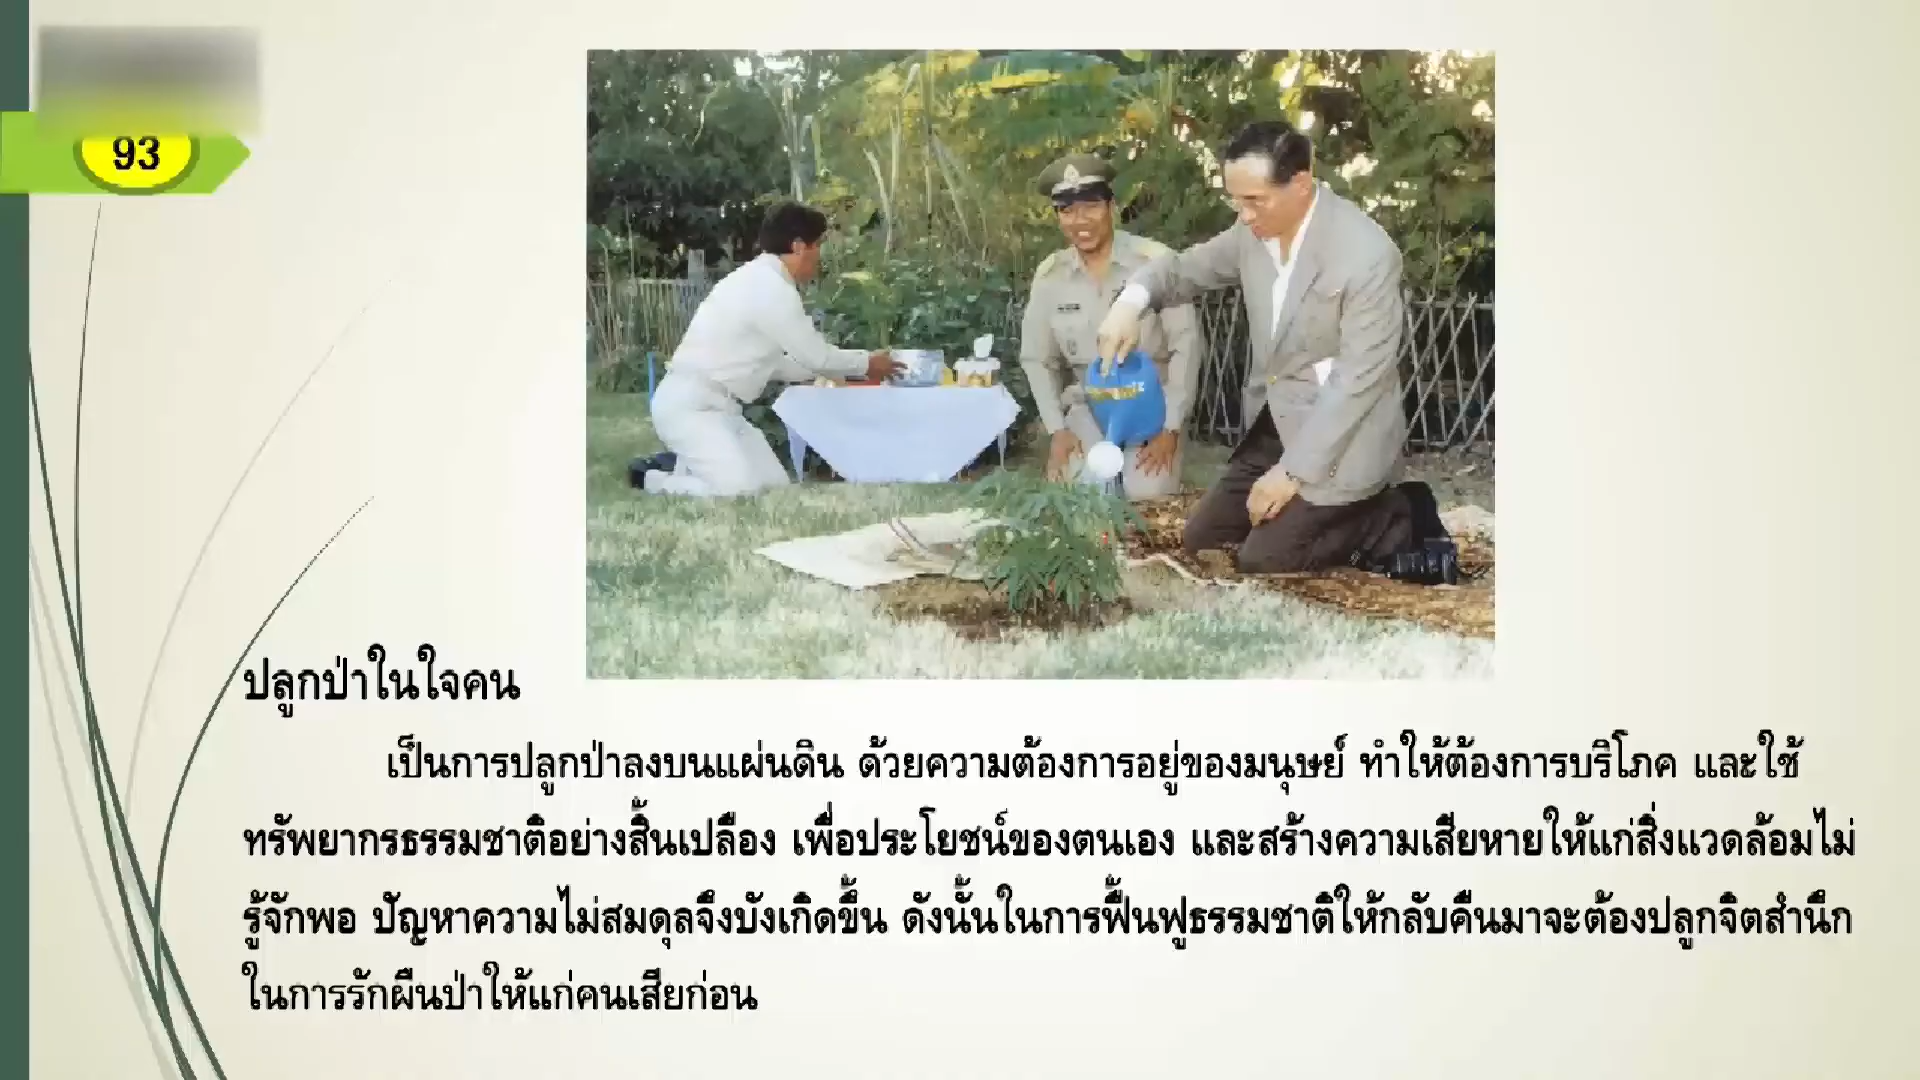 93
ปลูกป่าในใจคน
เป็นการปลูกป่าลงบนแผ่นดิน ด้วยความต้องการอยู่ของมนุษย์ ทำให้ต้องการบริโภค และใช้
ทรัพยากรธรรมชาติอย่างสิ้นเปลือง เพื่อประโยชน์ของตนเอง และสร้างความเสียหายให้แก่สิ่งแวดล้อมไม่
รู้จักพอ ปัญหาความไม่สมดุลจึงบังเกิดขึ้น ดังนั้นในการฟื้นฟูธรรมชาติให้กลับคืนมาจะต้องปลูกจิตสำนึก
ในการรักผืนป่าให้แก่คนเสียก่อน